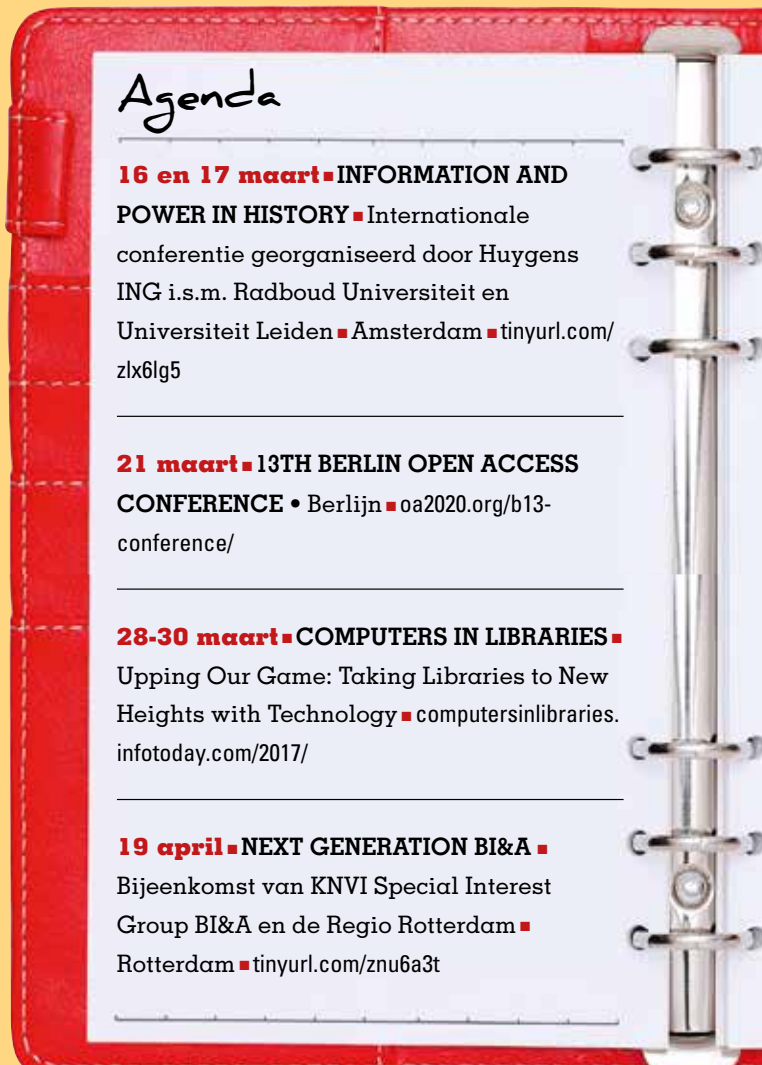 Agenda
16 en 17 maart ■ INFORMATION AND
POWER IN HISTORY ■ Internationale
conferentie georganiseerd door Huygens
ING i.s.m. Radboud Universiteit en
Universiteit Leiden ■ Amsterdam ■ tinyurl.com/
zlx6lg5
21 maart ■ 13TH BERLIN OPEN ACCESS
CONFERENCE • Berlijn ■ oa2020.org/b13-
conference/
28-30 maart ■ COMPUTERS IN LIBRARIES ■
Upping Our Game: Taking Libraries to New
Heights with Technology ■ computersinlibraries.
infotoday.com/2017/
19 april ■ NEXT GENERATION BI&A ■
Bijeenkomst van KNVI Special Interest
Group BI&A en de Regio Rotterdam ■
Rotterdam ■ tinyurl.com/znu6a3t